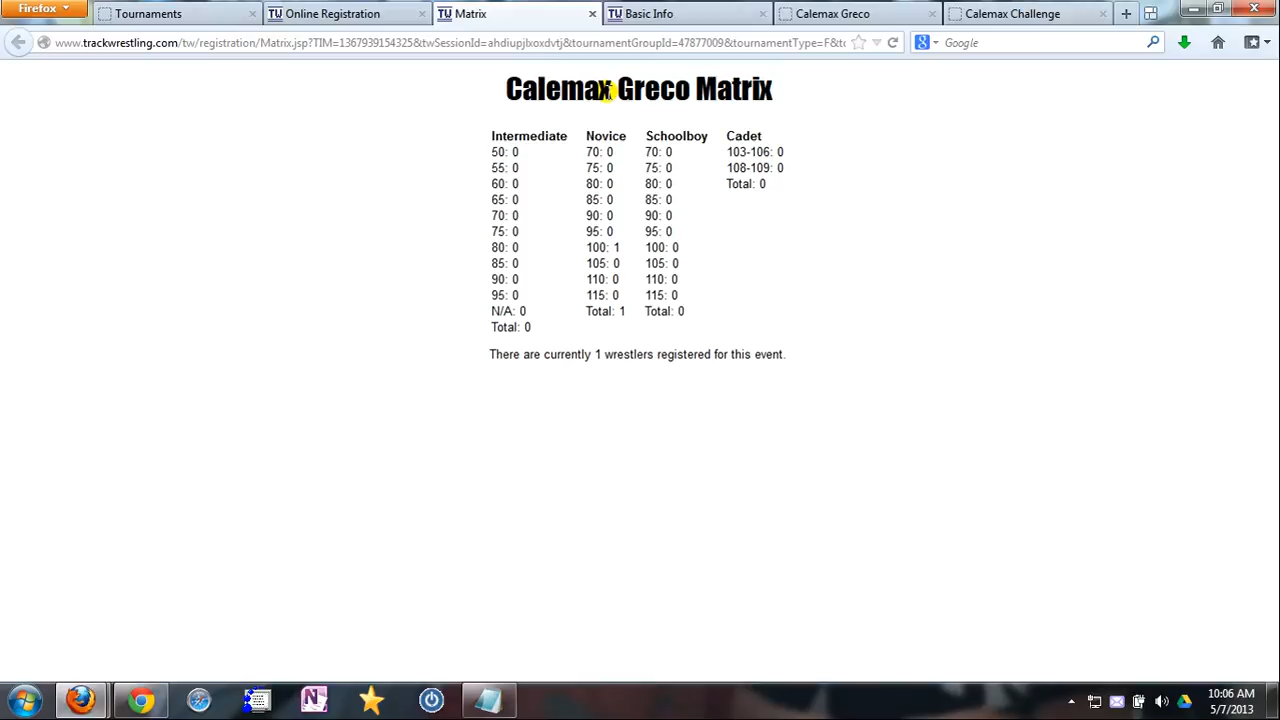 Firefox
Tournaments
TW Online Registration
TW Matrix
TW Basic Info
Calemax Greco
Calemax Challenge
www.trackwrestling.com/tw/registration/Matrix.jsp?TIM=1367939154325&twSessionId=ahdiupjlxoxdvtj&tournamentGroupId=47877009&tournamentType=F&tc
Google
Calemax Greco Matrix
Intermediate Novice Schoolboy Cadet
50: 0 70: 0 70: 0 103-106: 0
55: 0 75: 0 75: 0 108-109: 0
60: 0 80: 0 80: 0 Total: 0
65: 0 85: 0 85: 0
70: 0 90: 0 90: 0
75: 0 95: 0 95: 0
80: 0 100: 1 100: 0
85: 0 105: 0 105: 0
90: 0 110: 0 110: 0
95: 0 115: 0 115: 0
N/A: 0 Total: 1 Total: 0
Total: 0
There are currently 1 wrestlers registered for this event.
10:06 AM
5/7/2013